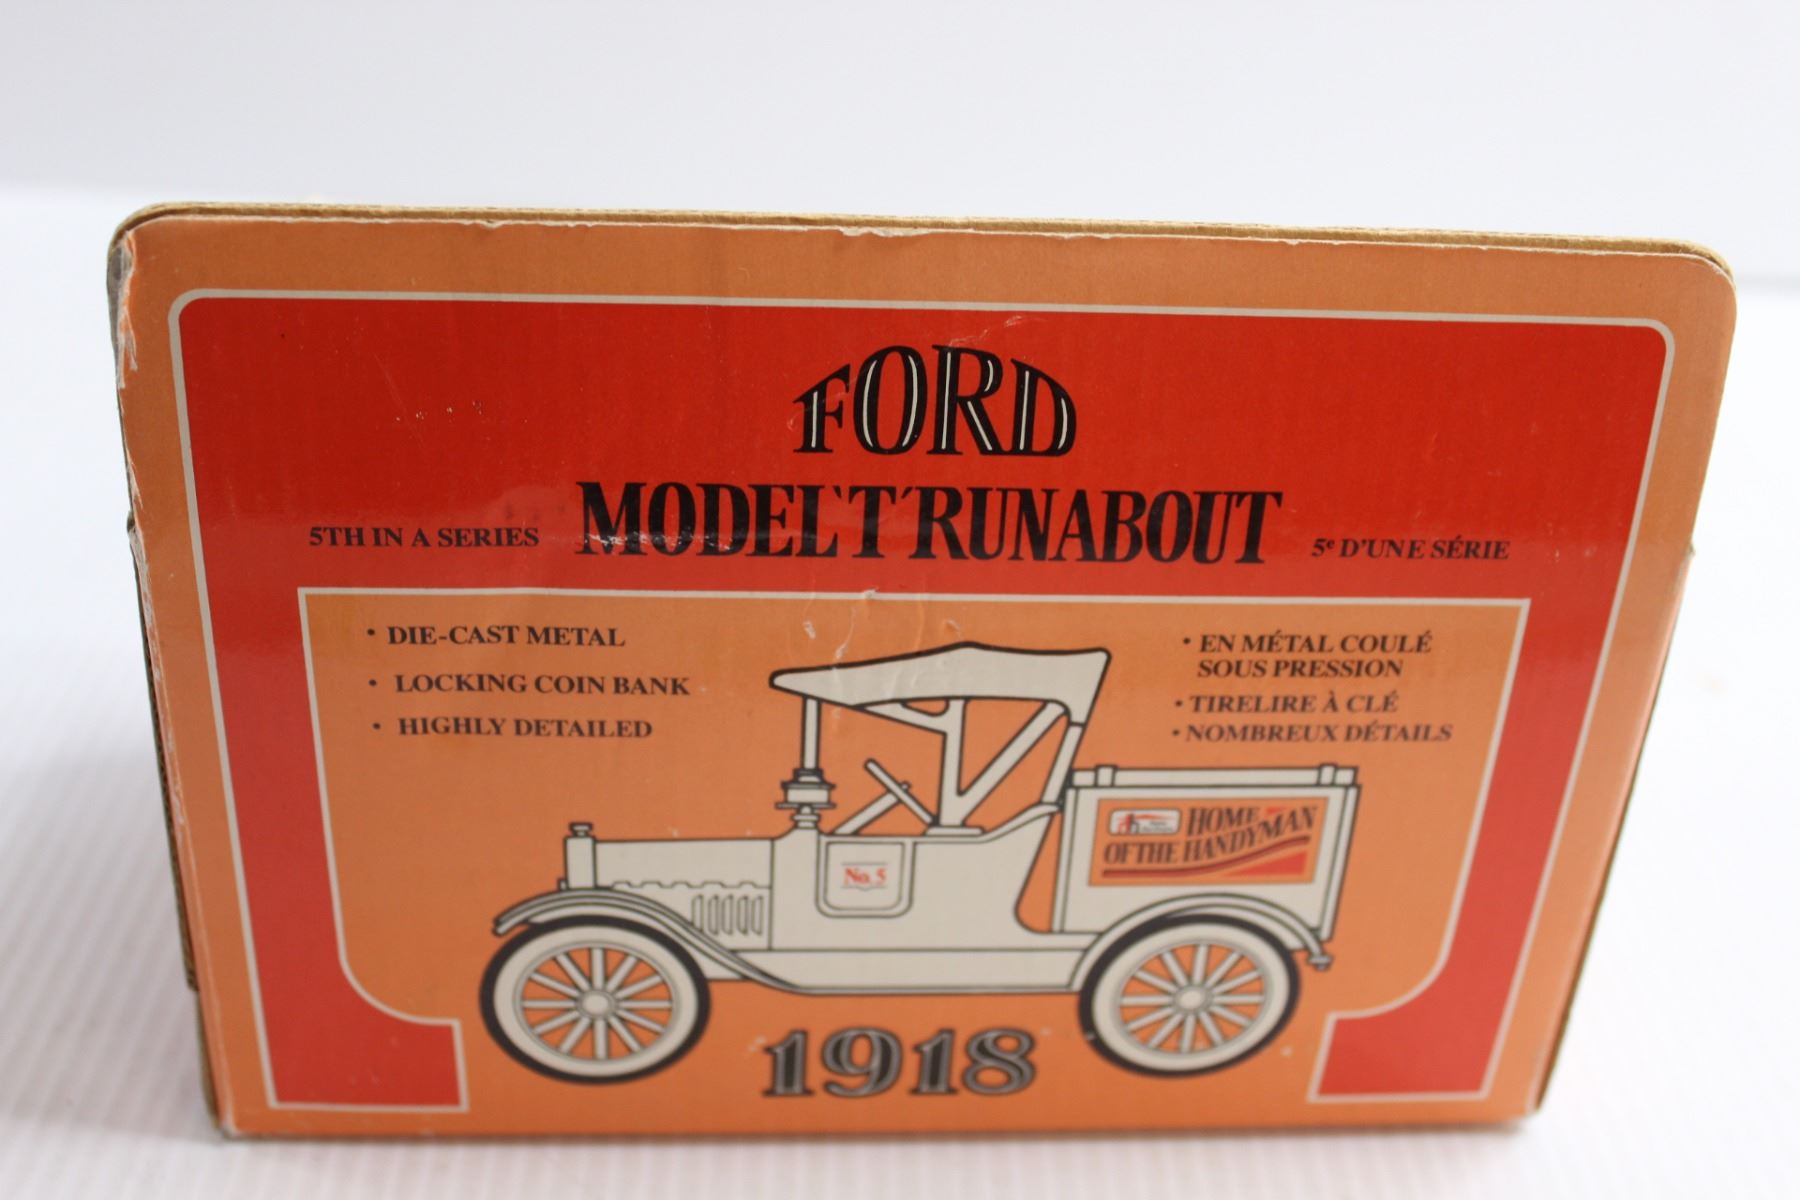 FORD
MODEL 'T' RUNABOUT
5TH IN A SERIES
5e D'UNE SÉRIE
• DIE-CAST METAL
• LOCKING COIN BANK
• HIGHLY DETAILED
• EN MÉTAL COULÉ
SOUS PRESSION
• TIRELIRE À CLÉ
• NOMBREUX DÉTAILS
HOME
OF THE HANDYMAN
No. 5
1918